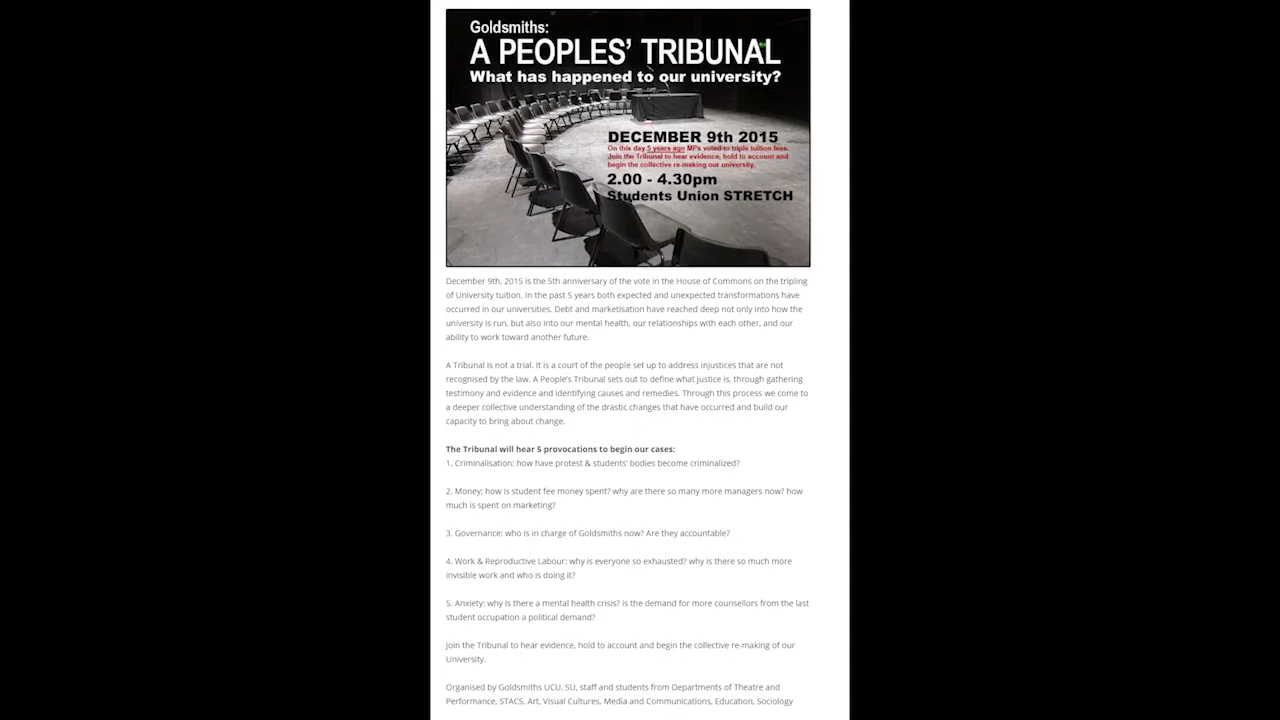 Goldsmiths:
A PEOPLES' TRIBUNAL
What has happened to our university?
DECEMBER 9th 2015
On this day 5 years ago MPs voted to triple tuition fees.
Join the Tribunal to hear evidence, hold to account and
begin the collective re-making our university.
2.00 - 4.30pm
Students Union STRETCH
December 9th, 2015 is the 5th anniversary of the vote in the House of Commons on the tripling
of University tuition. In the past 5 years both expected and unexpected transformations have
occurred in our universities. Debt and marketisation have reached deep not only into how the
university is run, but also into our mental health, our relationships with each other, and our
ability to work toward another future.
A Tribunal is not a trial. It is a court of the people set up to address injustices that are not
recognised by the law. A People's Tribunal sets out to define what justice is, through gathering
testimony and evidence and identifying causes and remedies. Through this process we come to
a deeper collective understanding of the drastic changes that have occurred and build our
capacity to bring about change.
The Tribunal will hear 5 provocations to begin our cases:
1. Criminalisation: how have protest & students' bodies become criminalized?
2. Money: how is student fee money spent? why are there so many more managers now? how
much is spent on marketing?
3. Governance: who is in charge of Goldsmiths now? Are they accountable?
4. Work & Reproductive Labour: why is everyone so exhausted? why is there so much more
invisible work and who is doing it?
5. Anxiety: why is there a mental health crisis? Is the demand for more counsellors from the last
student occupation a political demand?
Join the Tribunal to hear evidence, hold to account and begin the collective re-making of our
University.
Organised by Goldsmiths UCU, SU, staff and students from Departments of Theatre and
Performance, STACS, Art, Visual Cultures, Media and Communications, Education, Sociology